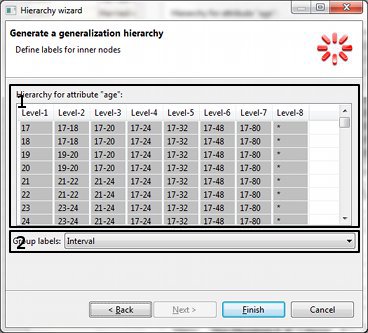 Hierarchy wizard
Generate a generalization hierarchy
Define labels for inner nodes
Hierarchy for attribute "age":
1
Level-1 Level-2 Level-3 Level-4 Level-5 Level-6 Level-7 Level-8
17 17-18 17-20 17-24 17-32 17-48 17-80 *
18 17-18 17-20 17-24 17-32 17-48 17-80 *
19 19-20 17-20 17-24 17-32 17-48 17-80 *
20 19-20 17-20 17-24 17-32 17-48 17-80 *
21 21-22 21-24 17-24 17-32 17-48 17-80 *
22 21-22 21-24 17-24 17-32 17-48 17-80 *
23 23-24 21-24 17-24 17-32 17-48 17-80 *
24 23-24 21-24 17-24 17-32 17-48 17-80 *
2
Group labels: Interval
< Back Next > Finish Cancel